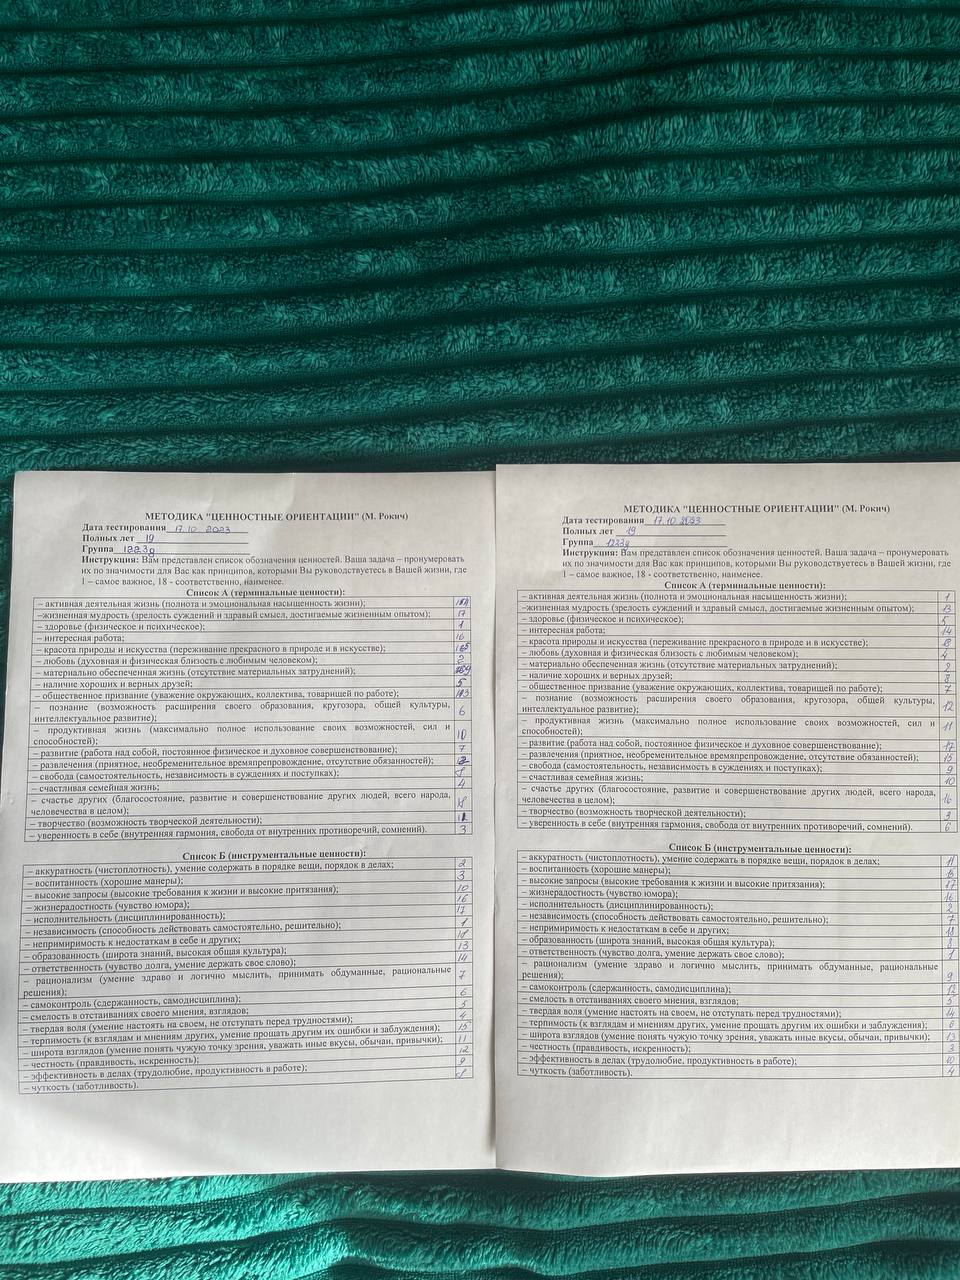 МЕТОДИКА "ЦЕННОСТНЫЕ ОРИЕНТАЦИИ" (М. Рокич)
Дата тестирования 17.10.2023
Полных лет 19
Группа 1223д
Инструкция: Вам представлен список обозначения ценностей. Ваша задача – пронумеровать
их по значимости для Вас как принципов, которыми Вы руководствуетесь в Вашей жизни, где
1 – самое важное, 18 - соответственно, наименее.
Список А (терминальные ценности):
– активная деятельная жизнь (полнота и эмоциональная насыщенность жизни);
–жизненная мудрость (зрелость суждений и здравый смысл, достигаемые жизненным опытом); 17
– здоровье (физическое и психическое); 1
– интересная работа; 16
– красота природы и искусства (переживание прекрасного в природе и в искусстве);
– любовь (духовная и физическая близость с любимым человеком); 2
– материально обеспеченная жизнь (отсутствие материальных затруднений);
– наличие хороших и верных друзей; 5
– общественное призвание (уважение окружающих, коллектива, товарищей по работе);
– познание (возможность расширения своего образования, кругозора, общей культуры,
интеллектуальное развитие); 6
– продуктивная жизнь (максимально полное использование своих возможностей, сил и
способностей); 10
– развитие (работа над собой, постоянное физическое и духовное совершенствование); 7
– развлечения (приятное, необременительное времяпрепровождение, отсутствие обязанностей);
– свобода (самостоятельность, независимость в суждениях и поступках);
– счастливая семейная жизнь; 4
– счастье других (благосостояние, развитие и совершенствование других людей, всего народа,
человечества в целом); 18
– творчество (возможность творческой деятельности); 11
– уверенность в себе (внутренняя гармония, свобода от внутренних противоречий, сомнений). 3
Список Б (инструментальные ценности):
– аккуратность (чистоплотность), умение содержать в порядке вещи, порядок в делах; 2
– воспитанность (хорошие манеры); 3
– высокие запросы (высокие требования к жизни и высокие притязания); 10
– жизнерадостность (чувство юмора); 16
– исполнительность (дисциплинированность); 17
– независимость (способность действовать самостоятельно, решительно); 1
– непримиримость к недостаткам в себе и других; 18
– образованность (широта знаний, высокая общая культура); 13
– ответственность (чувство долга, умение держать свое слово); 14
– рационализм (умение здраво и логично мыслить, принимать обдуманные, рациональные
решения); 7
– самоконтроль (сдержанность, самодисциплина); 6
– смелость в отстаиваниях своего мнения, взглядов; 5
– твердая воля (умение настоять на своем, не отступать перед трудностями); 4
– терпимость (к взглядам и мнениям других, умение прощать другим их ошибки и заблуждения); 15
– широта взглядов (умение понять чужую точку зрения, уважать иные вкусы, обычаи, привычки); 11
– честность (правдивость, искренность); 12
– эффективность в делах (трудолюбие, продуктивность в работе); 9
– чуткость (заботливость). 8
МЕТОДИКА "ЦЕННОСТНЫЕ ОРИЕНТАЦИИ" (М. Рокич)
Дата тестирования 17.10.2023
Полных лет 19
Группа 1223д
Инструкция: Вам представлен список обозначения ценностей. Ваша задача – пронумеровать
их по значимости для Вас как принципов, которыми Вы руководствуетесь в Вашей жизни, где
1 – самое важное, 18 - соответственно, наименее.
Список А (терминальные ценности):
– активная деятельная жизнь (полнота и эмоциональная насыщенность жизни); 1
–жизненная мудрость (зрелость суждений и здравый смысл, достигаемые жизненным опытом); 13
– здоровье (физическое и психическое); 5
– интересная работа; 14
– красота природы и искусства (переживание прекрасного в природе и в искусстве); 18
– любовь (духовная и физическая близость с любимым человеком); 4
– материально обеспеченная жизнь (отсутствие материальных затруднений); 2
– наличие хороших и верных друзей; 8
– общественное призвание (уважение окружающих, коллектива, товарищей по работе); 7
– познание (возможность расширения своего образования, кругозора, общей культуры,
интеллектуальное развитие); 12
– продуктивная жизнь (максимально полное использование своих возможностей, сил и
способностей); 11
– развитие (работа над собой, постоянное физическое и духовное совершенствование); 17
– развлечения (приятное, необременительное времяпрепровождение, отсутствие обязанностей); 15
– свобода (самостоятельность, независимость в суждениях и поступках); 9
– счастливая семейная жизнь; 10
– счастье других (благосостояние, развитие и совершенствование других людей, всего народа,
человечества в целом); 16
– творчество (возможность творческой деятельности); 3
– уверенность в себе (внутренняя гармония, свобода от внутренних противоречий, сомнений). 6
Список Б (инструментальные ценности):
– аккуратность (чистоплотность), умение содержать в порядке вещи, порядок в делах; 11
– воспитанность (хорошие манеры);
– высокие запросы (высокие требования к жизни и высокие притязания); 17
– жизнерадостность (чувство юмора); 16
– исполнительность (дисциплинированность); 2
– независимость (способность действовать самостоятельно, решительно); 7
– непримиримость к недостаткам в себе и других; 18
– образованность (широта знаний, высокая общая культура); 8
– ответственность (чувство долга, умение держать свое слово); 1
– рационализм (умение здраво и логично мыслить, принимать обдуманные, рациональные
решения); 9
– самоконтроль (сдержанность, самодисциплина); 12
– смелость в отстаиваниях своего мнения, взглядов; 5
– твердая воля (умение настоять на своем, не отступать перед трудностями); 14
– терпимость (к взглядам и мнениям других, умение прощать другим их ошибки и заблуждения); 6
– широта взглядов (умение понять чужую точку зрения, уважать иные вкусы, обычаи, привычки); 13
– честность (правдивость, искренность); 3
– эффективность в делах (трудолюбие, продуктивность в работе); 10
– чуткость (заботливость). 4